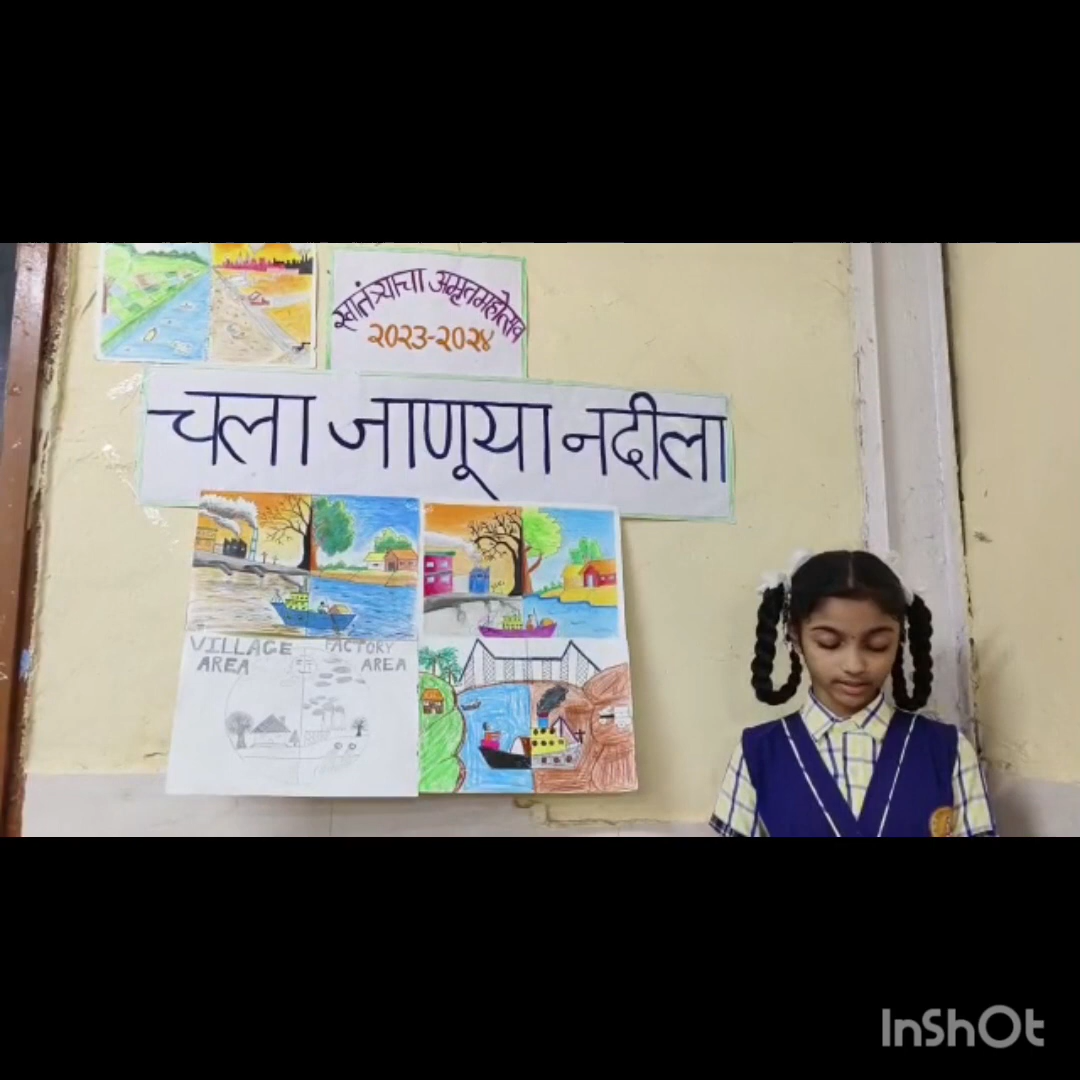 स्वातंत्र्याचा अमृतमहोत्सव
२०२३-२०२४
चला जाणूया नदीला
VILLAGE AREA
FACTORY AREA
InShOt